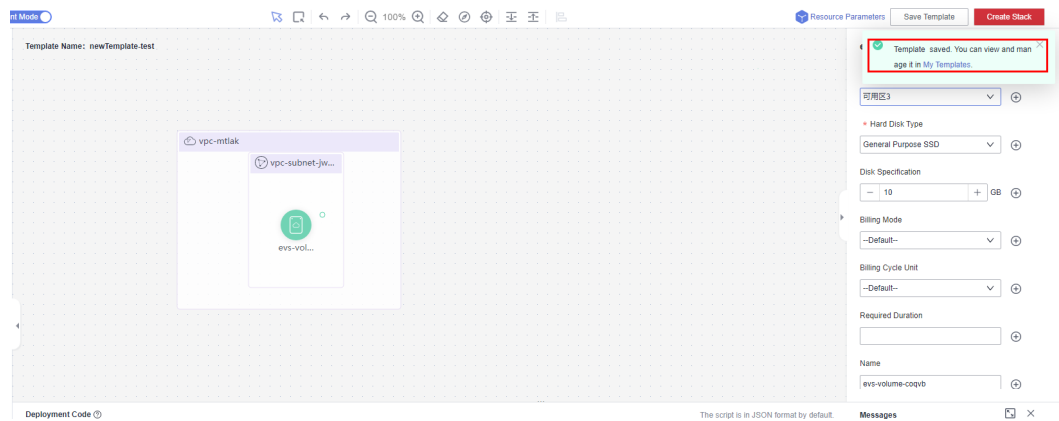 nt Mode
100%
Resource Parameters
Save Template
Create Stack
Template Name: newTemplate-test
Template saved. You can view and man
age it in My Templates.
可用区3
* Hard Disk Type
General Purpose SSD
Disk Specification
10
GB
Billing Mode
--Default--
Billing Cycle Unit
--Default--
Required Duration
Name
evs-volume-coqvb
vpc-mtlak
vpc-subnet-jw...
evs-vol...
Deployment Code
The script is in JSON format by default.
Messages